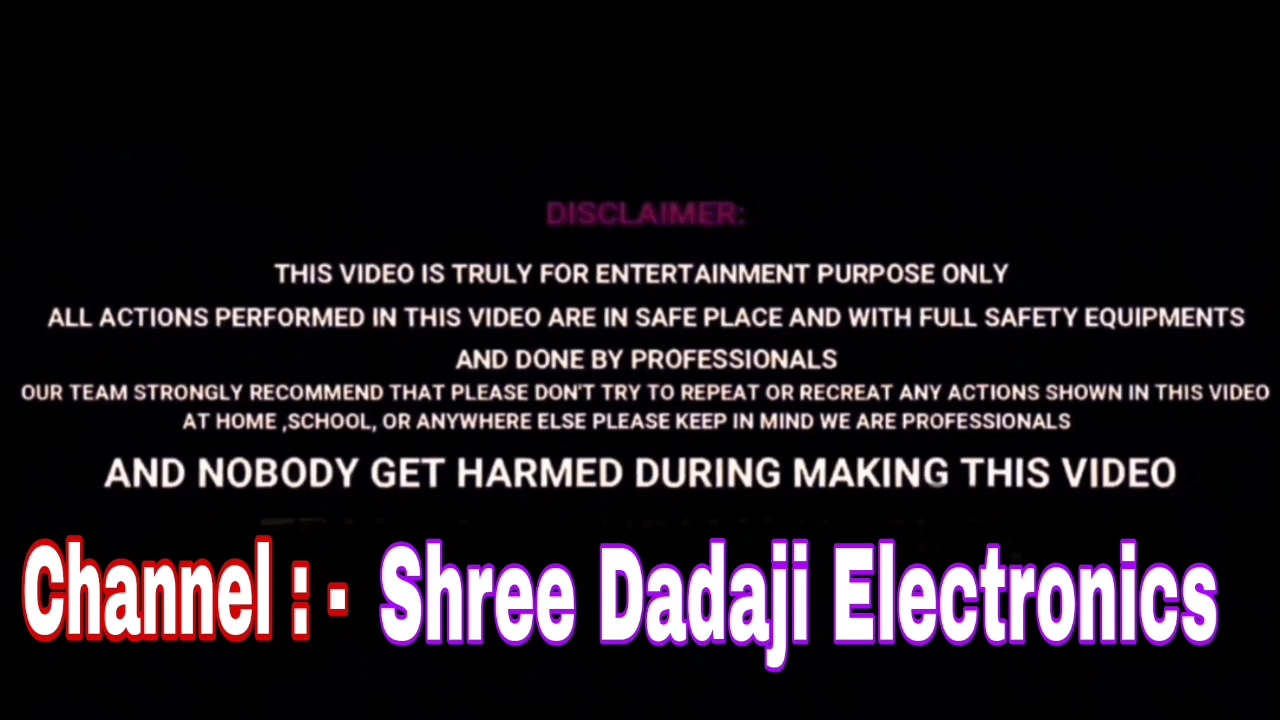 DISCLAIMER:
THIS VIDEO IS TRULY FOR ENTERTAINMENT PURPOSE ONLY
ALL ACTIONS PERFORMED IN THIS VIDEO ARE IN SAFE PLACE AND WITH FULL SAFETY EQUIPMENTS
AND DONE BY PROFESSIONALS
OUR TEAM STRONGLY RECOMMEND THAT PLEASE DON'T TRY TO REPEAT OR RECREAT ANY ACTIONS SHOWN IN THIS VIDEO
AT HOME ,SCHOOL, OR ANYWHERE ELSE PLEASE KEEP IN MIND WE ARE PROFESSIONALS
AND NOBODY GET HARMED DURING MAKING THIS VIDEO
Channel : - Shree Dadaji Electronics